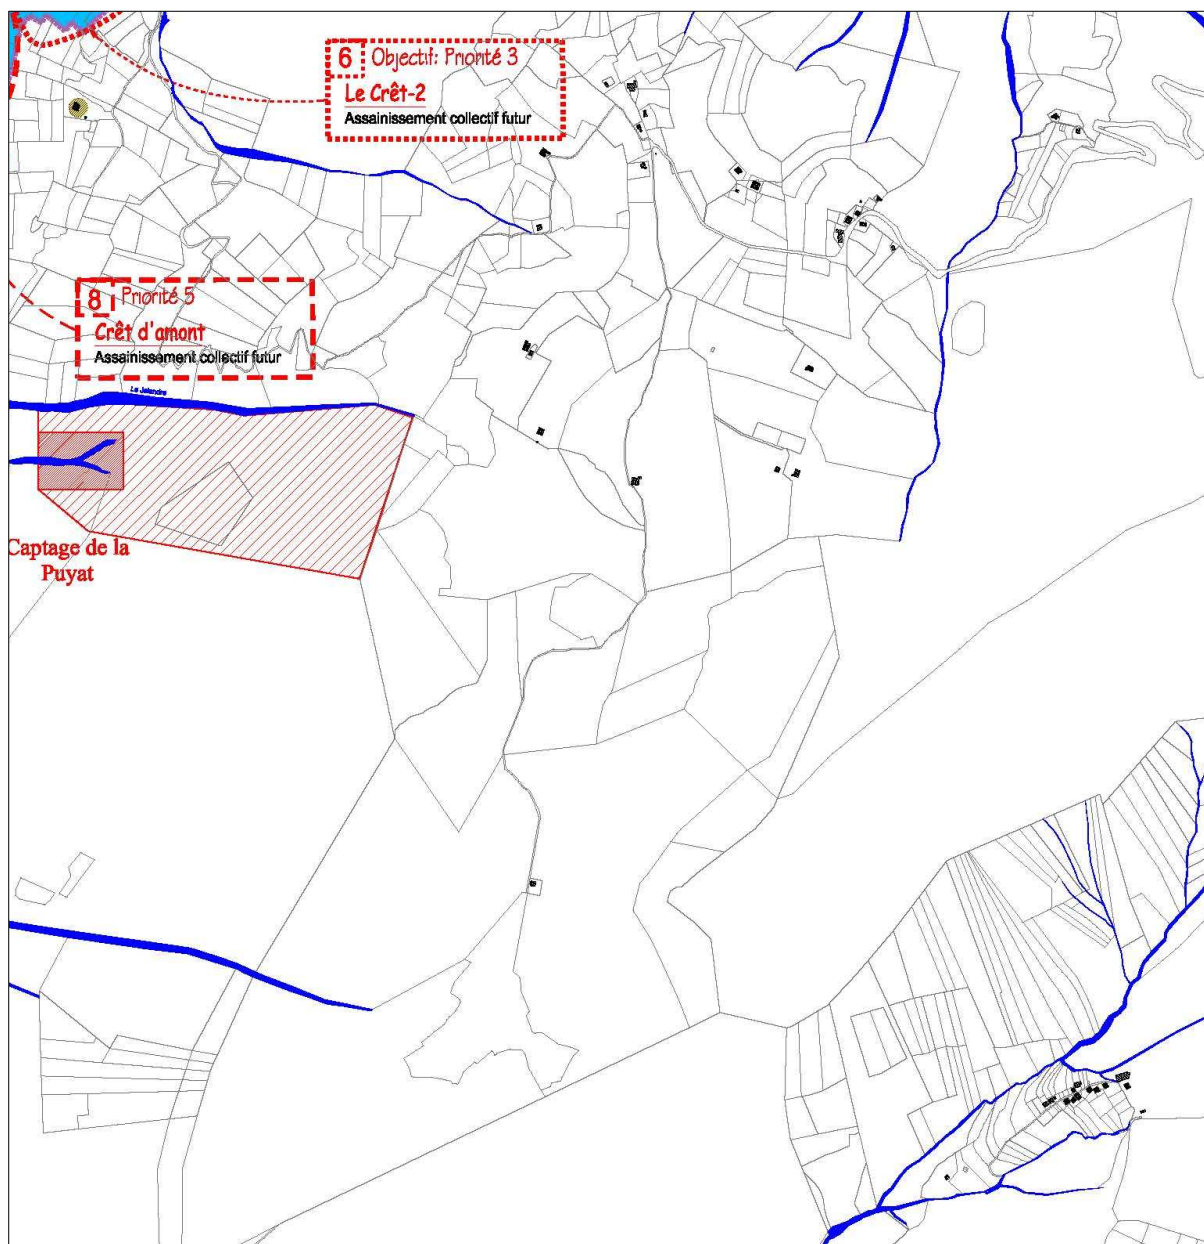 6 Objectif: Priorité 3
Le Crêt-2
Assainissement collectif futur
8 Priorité 5
Crêt d'amont
Assainissement collectif futur
Le Jalandre
Captage de la
Puyat